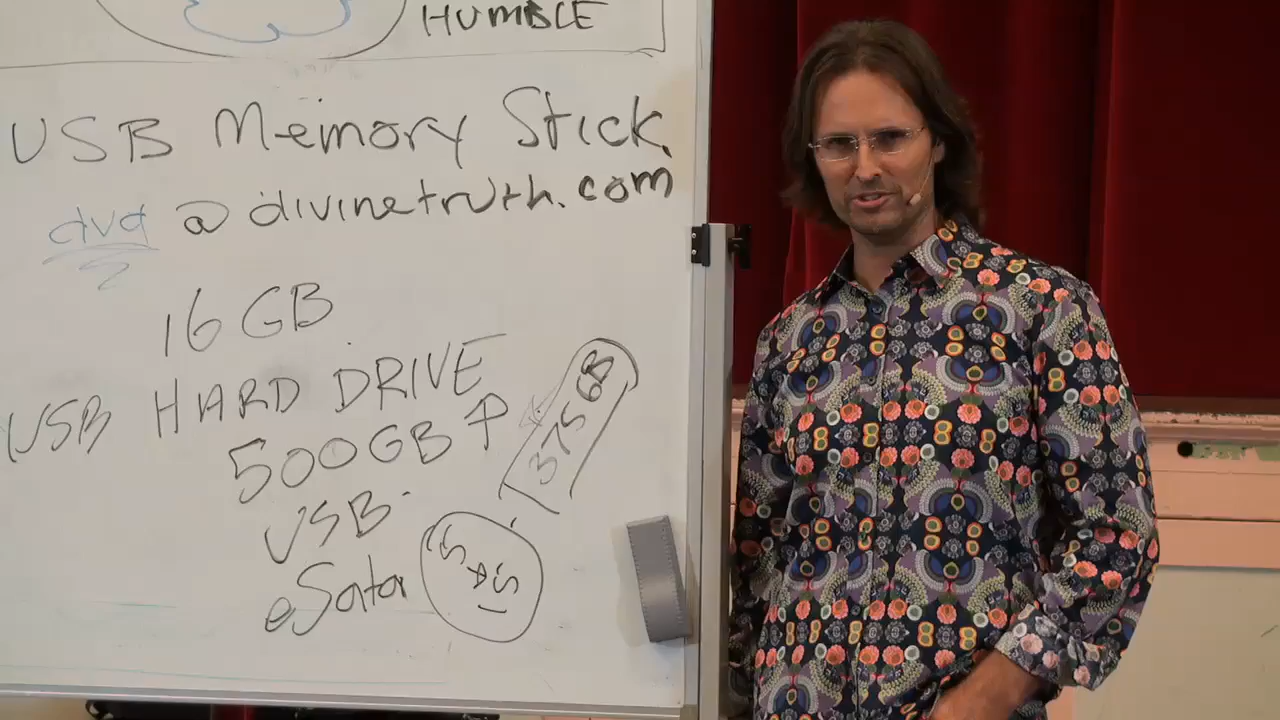 HUMBLE
USB Memory Stick.
dvd @divinetruth.com
16 GB
USB HARD DRIVE
500GB
375GB
USB
eSata